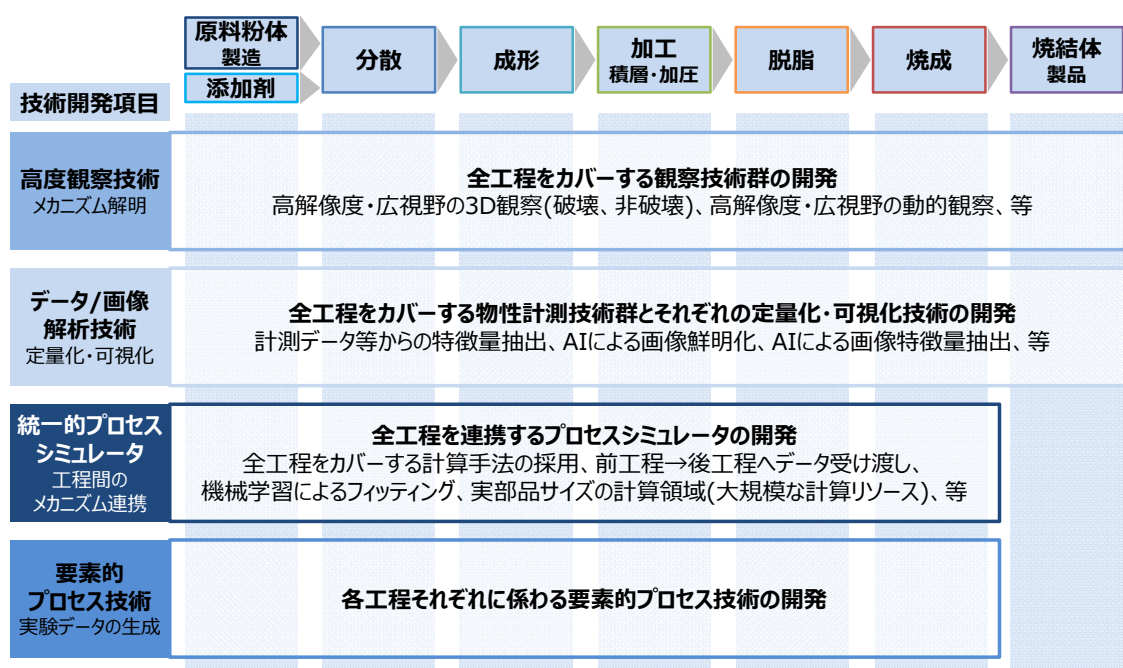 原料粉体
製造
添加剤
分散
成形
加工
積層・加圧
脱脂
焼成
焼結体
製品
技術開発項目
高度観察技術
メカニズム解明
全工程をカバーする観察技術群の開発
高解像度・広視野の3D観察(破壊、非破壊)、高解像度・広視野の動的観察、等
データ/画像
解析技術
定量化・可視化
全工程をカバーする物性計測技術群とそれぞれの定量化・可視化技術の開発
計測データ等からの特徴量抽出、AIによる画像鮮明化、AIによる画像特徴量抽出、等
統一的プロセス
シミュレータ
工程間の
メカニズム連携
全工程を連携するプロセスシミュレータの開発
全工程をカバーする計算手法の採用、前工程→後工程へデータ受け渡し、
機械学習によるフィッティング、実部品サイズの計算領域(大規模な計算リソース)、等
要素的
プロセス技術
実験データの生成
各工程それぞれに係わる要素的プロセス技術の開発